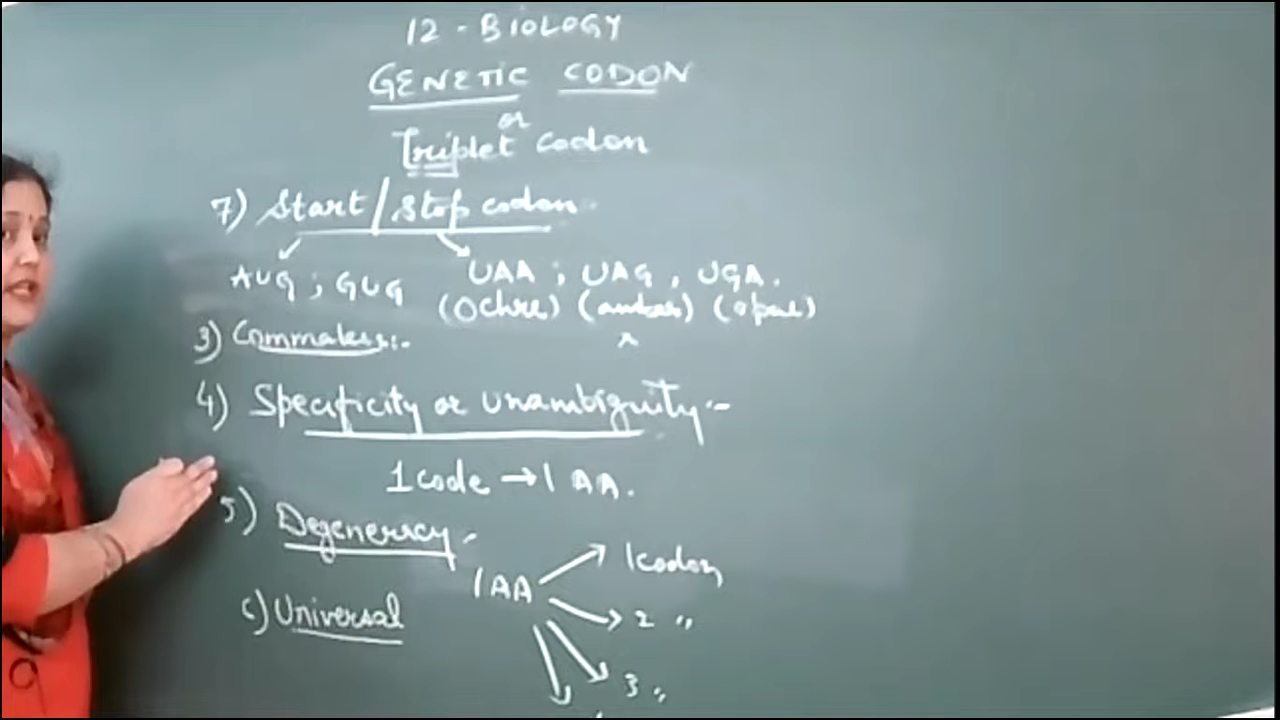 12 - BIOLOGY
GENETIC CODON
or
Triplet codon
7) Start/Stop codon
AUG ; GUG UAA ; UAG , UGA.
(Ochre) (amber) (opal)
3) Commaless:-
4) Specificity or unambiguity:-
1 code → 1 AA.
5) Degeneracy -
1 AA 1 codon
6) Universal 2 "
3 "